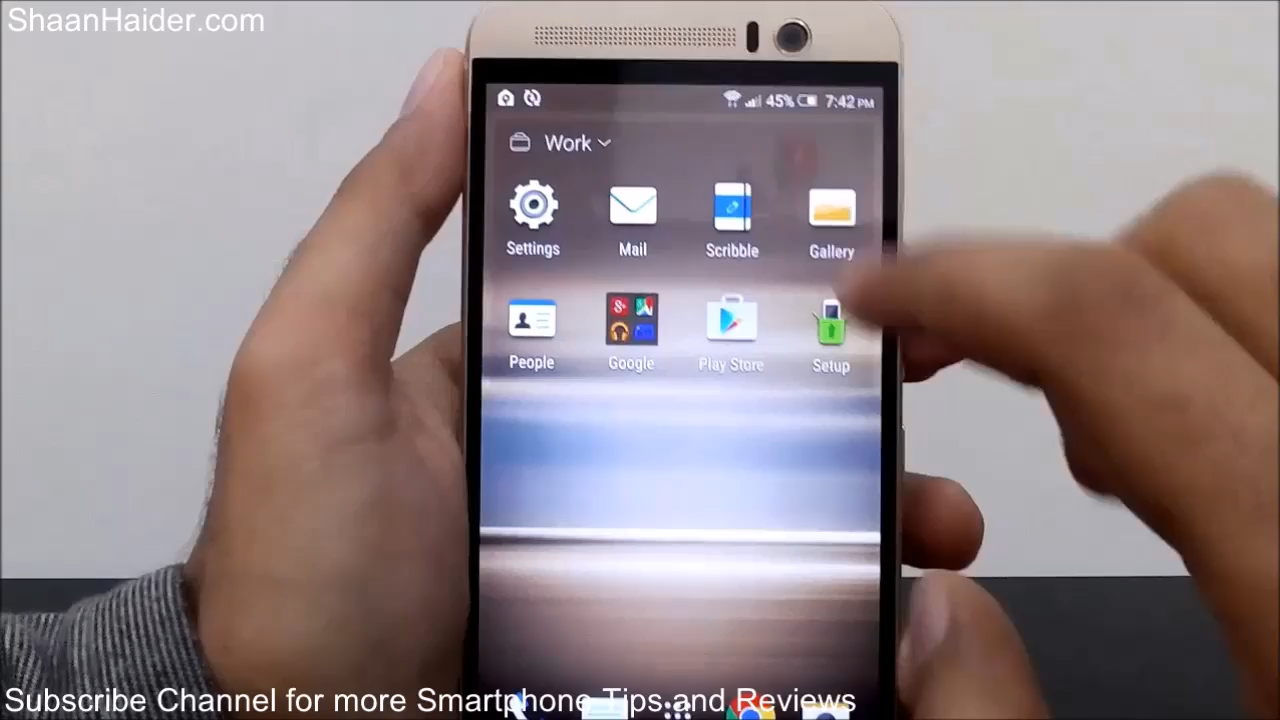 ShaanHaider.com
45% 7:42 PM
Work
Settings Mail Scribble Gallery
People Google Play Store Setup
Subscribe Channel for more Smartphone Tips and Reviews